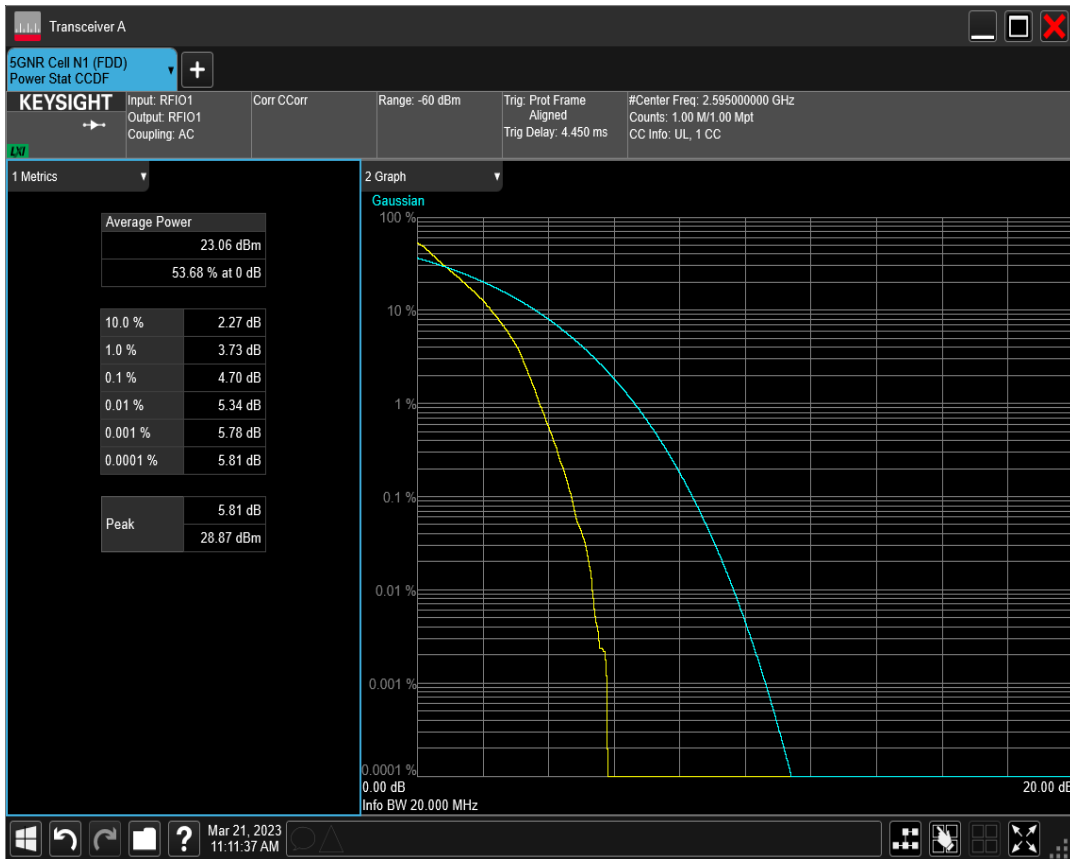 Transceiver A
5GNR Cell N1 (FDD)
Power Stat CCDF
KEYSIGHT
LXI
Input: RFIO1
Output: RFIO1
Coupling: AC
Corr CCorr
Range: -60 dBm
Trig: Prot Frame
Aligned
Trig Delay: 4.450 ms
#Center Freq: 2.595000000 GHz
Counts: 1.00 M/1.00 Mpt
CC Info: UL, 1 CC
1 Metrics
Average Power
23.06 dBm
53.68 % at 0 dB
10.0 % 2.27 dB
1.0 % 3.73 dB
0.1 % 4.70 dB
0.01 % 5.34 dB
0.001 % 5.78 dB
0.0001 % 5.81 dB
Peak 5.81 dB
28.87 dBm
2 Graph
Gaussian
100 %
10 %
1 %
0.1 %
0.01 %
0.001 %
0.0001 %
0.00 dB 20.00 dB
Info BW 20.000 MHz
?
Mar 21, 2023
11:11:37 AM